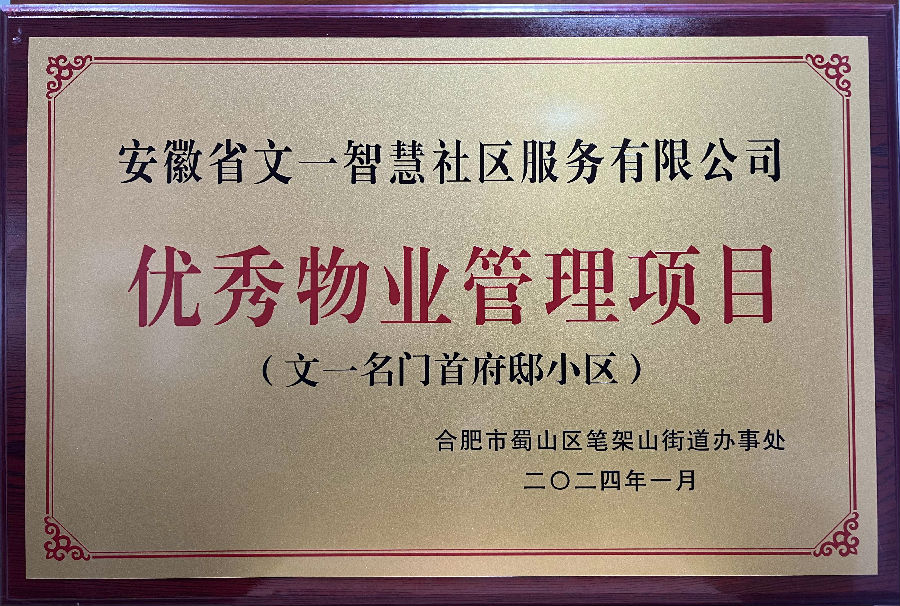 安徽省文一智慧社区服务有限公司
优秀物业管理项目
（文一名门首府邸小区）
合肥市蜀山区笔架山街道办事处
二〇二四年一月